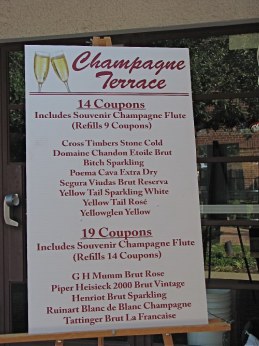 Champagne
Terrace
14 Coupons
Includes Souvenir Champagne Flute
(Refills 9 Coupons)
Cross Timbers Stone Cold
Domaine Chandon Etoile Brut
Bitch Sparkling
Poema Cava Extra Dry
Segura Viudas Brut Reserva
Yellow Tail Sparkling White
Yellow Tail Rosé
Yellowglen Yellow
19 Coupons
Includes Souvenir Champagne Flute
(Refills 14 Coupons)
G H Mumm Brut Rose
Piper Heisieck 2000 Brut Vintage
Henriot Brut Sparkling
Ruinart Blanc de Blanc Champagne
Tattinger Brut La Francaise